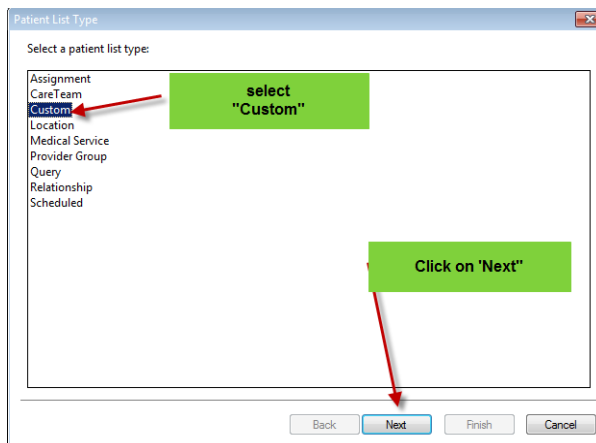 Patient List Type
Select a patient list type:
Assignment
CareTeam
Custom
Location
Medical Service
Provider Group
Query
Relationship
Scheduled
select
"Custom"
Click on 'Next"
Back
Next
Finish
Cancel